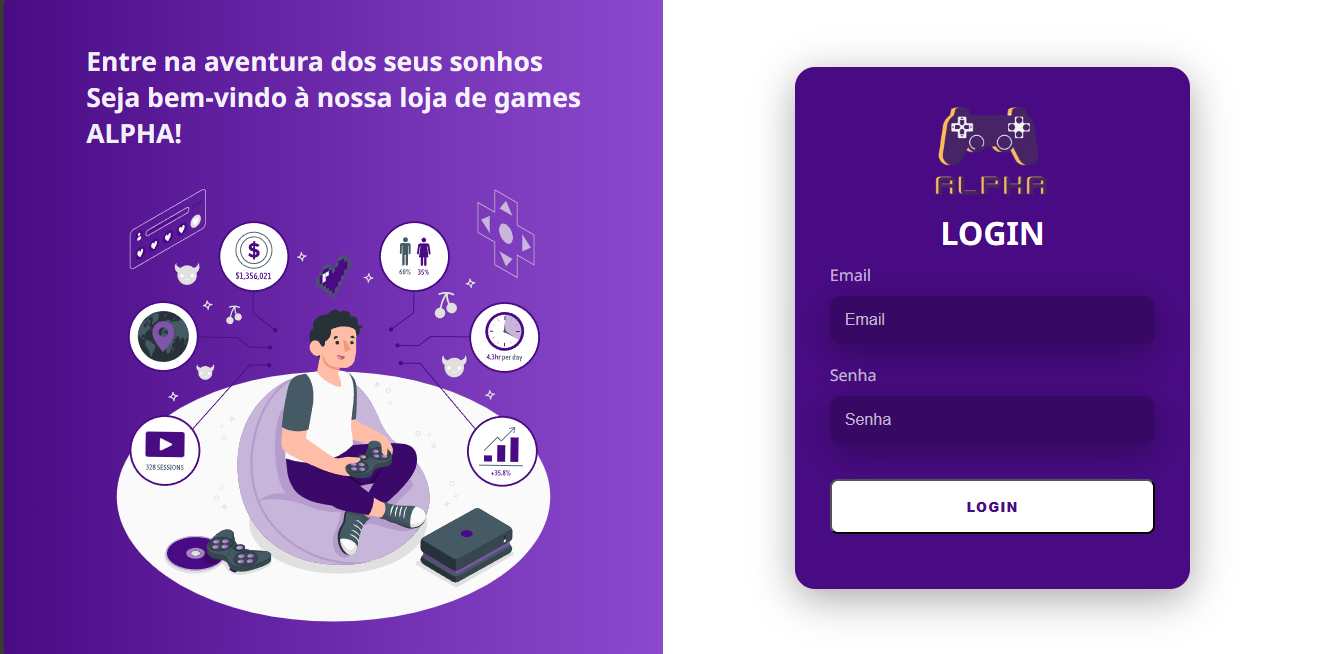 Entre na aventura dos seus sonhos
Seja bem-vindo à nossa loja de games
ALPHA!
$
$1,356,021
60% 35%
4.3hr per day
328 SESSIONS
+35.8%
ALPHA
LOGIN
Email
Email
Senha
Senha
LOGIN